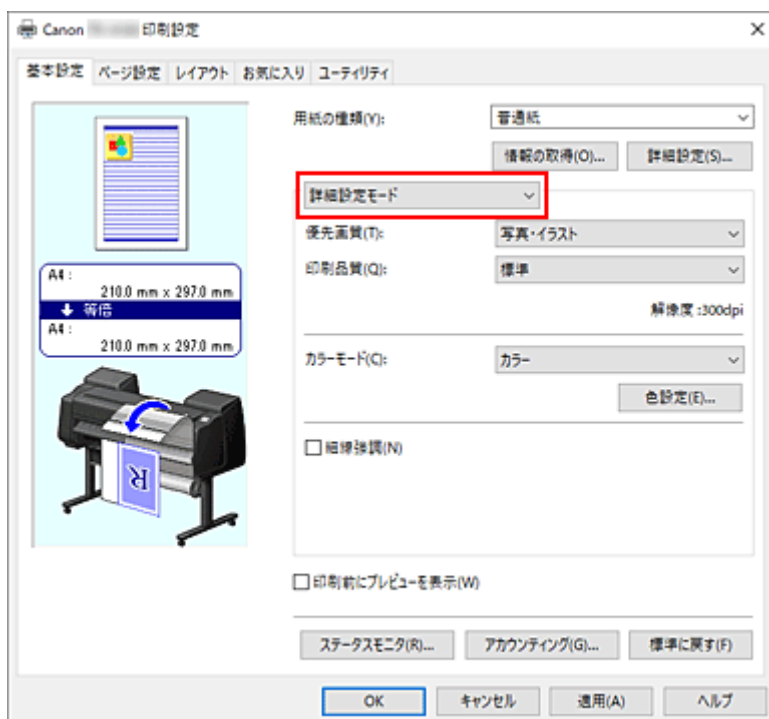 Canon 印刷設定
基本設定 ページ設定 レイアウト お気に入り ユーティリティ
用紙の種類(Y): 普通紙
情報の取得(O)... 詳細設定(S)...
詳細設定モード
優先画質(T): 写真・イラスト
印刷品質(Q): 標準
解像度 :300dpi
カラーモード(C): カラー
色設定(E)...
細線強調(N)
A4 :
210.0 mm x 297.0 mm
等倍
A4 :
210.0 mm x 297.0 mm
R
印刷前にプレビューを表示(W)
ステータスモニタ(R)... アカウンティング(G)... 標準に戻す(F)
OK キャンセル 適用(A) ヘルプ